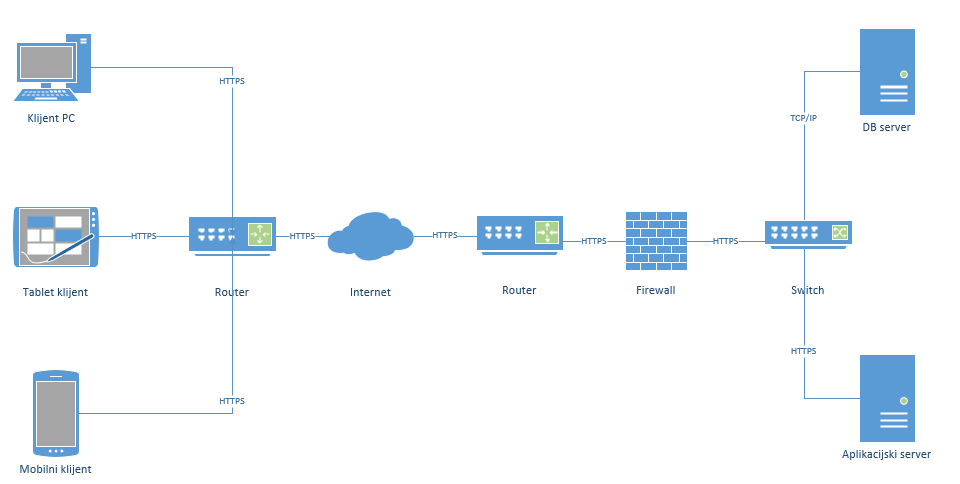 HTTPS
Klijent PC
TCP/IP
DB server
HTTPS
HTTPS
HTTPS
HTTPS
HTTPS
Tablet klijent
Router
Internet
Router
Firewall
Switch
HTTPS
HTTPS
Mobilni klijent
Aplikacijski server